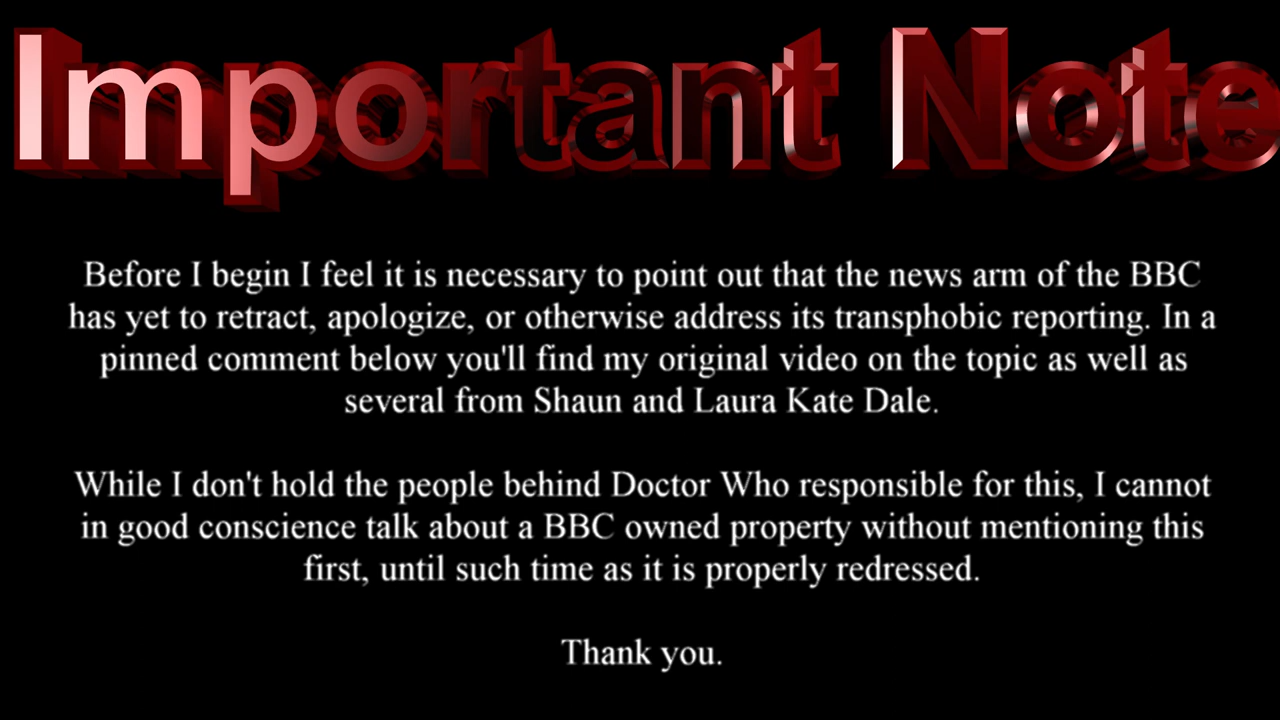 Important Note
Before I begin I feel it is necessary to point out that the news arm of the BBC
has yet to retract, apologize, or otherwise address its transphobic reporting. In a
pinned comment below you'll find my original video on the topic as well as
several from Shaun and Laura Kate Dale.
While I don't hold the people behind Doctor Who responsible for this, I cannot
in good conscience talk about a BBC owned property without mentioning this
first, until such time as it is properly redressed.
Thank you.